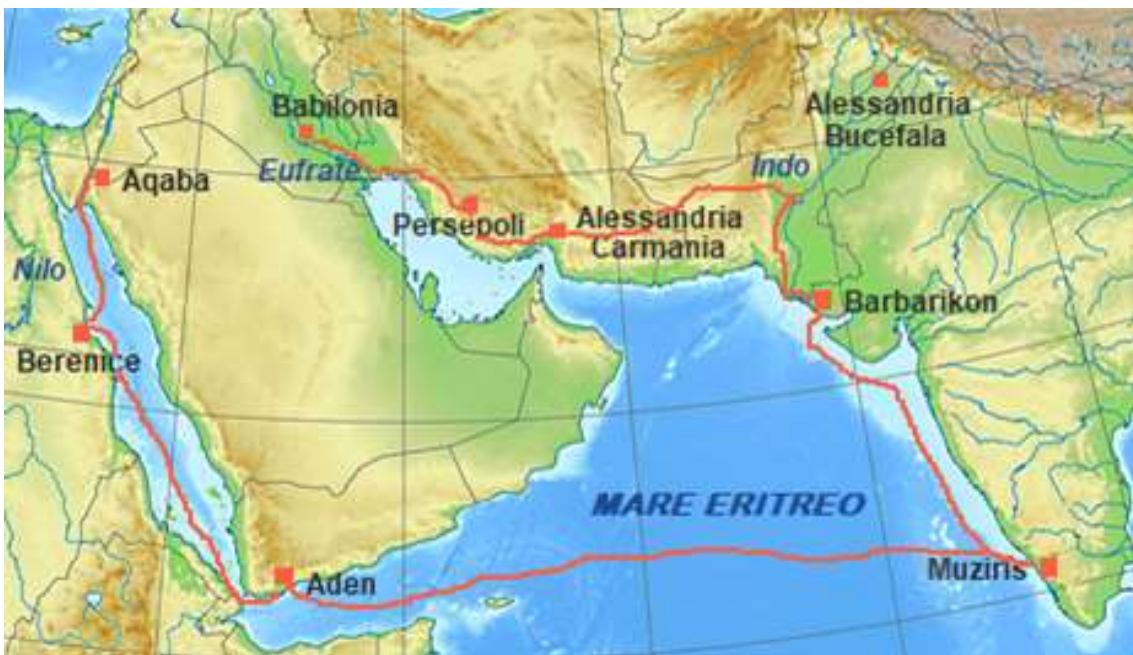 Babilonia
Alessandria
Bucefala
Eufrate
Indo
Aqaba
Persepoli
Alessandria
Carmania
Nilo
Barbarikon
Berenice
MARE ERITREO
Aden
Muziris